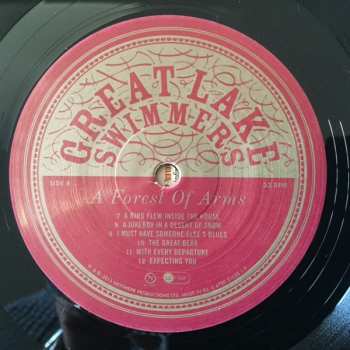 GREAT LAKE
SWIMMERS
SIDE B
33 RPM
A Forest Of Arms
7 A BIRD FLEW INSIDE THE HOUSE
8 A JUKEBOX IN A DESERT OF SNOW
9 I MUST HAVE SOMEONE ELSE'S BLUES
10 THE GREAT BEAR
11 WITH EVERY DEPARTURE
12 EXPECTING YOU